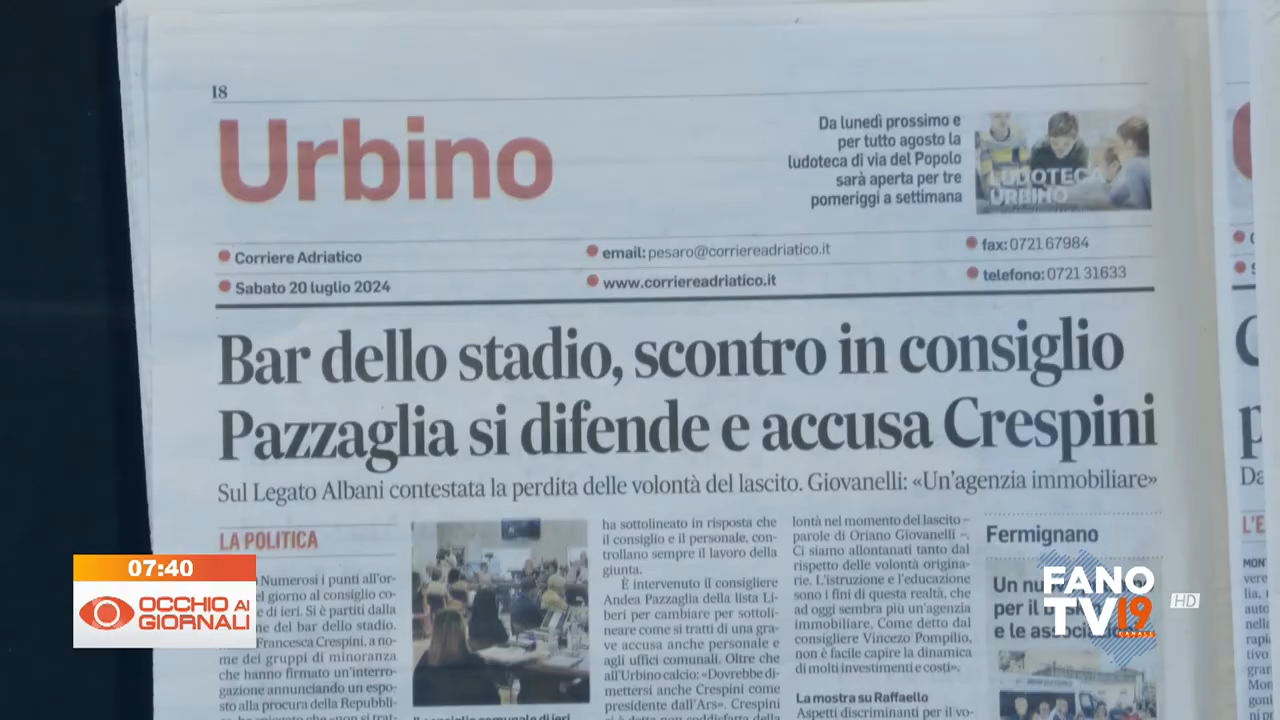 18
Urbino
Da lunedì prossimo e
per tutto agosto la
ludoteca di via del Popolo
sarà aperta per tre
pomeriggi a settimana
LUDOTECA
URBINO
Corriere Adriatico
email: pesaro@corriereadriatico.it
fax: 0721 67984
Sabato 20 luglio 2024
www.corriereadriatico.it
telefono: 0721 31633
Bar dello stadio, scontro in consiglio
Pazzaglia si difende e accusa Crespini
Sul Legato Albani contestata la perdita delle volontà del lascito. Giovanelli: «Un'agenzia immobiliare»
LA POLITICA
Numerosi i punti all'or-
el giorno al consiglio co-
e di ieri. Si è partiti dalla
ne del bar dello stadio.
rancesca Crespini, a no-
me dei gruppi di minoranza
che hanno firmato un'interro-
gazione annunciando un espo-
sto alla procura della Repubbli-
Il consiglio comunale di ieri
ha sottolineato in risposta che
il consiglio e il personale, con-
trollano sempre il lavoro della
giunta.
È intervenuto il consigliere
Andea Pazzaglia della lista Li-
beri per cambiare per sottoli-
neare come si tratti di una gra-
ve accusa anche personale e
agli uffici comunali. Oltre che
all'Urbino calcio: «Dovrebbe di-
mettersi anche Crespini come
presidente dall'Ars». Crespini
lontà nel momento del lascito –
parole di Oriano Giovanelli –.
Ci siamo allontanati tanto dal
rispetto delle volontà origina-
rie. L'istruzione e l'educazione
sono i fini di questa realtà, che
ad oggi sembra più un'agenzia
immobiliare. Come detto dal
consigliere Vincezo Pompilio,
non è facile capire la dinamica
di molti investimenti e costi».
La mostra su Raffaello
Aspetti discriminanti per il vo-
Fermignano
Un nu
per il
e le
07:40
OCCHIO AI
GIORNALI
FANO
TV19
CANALE
HD